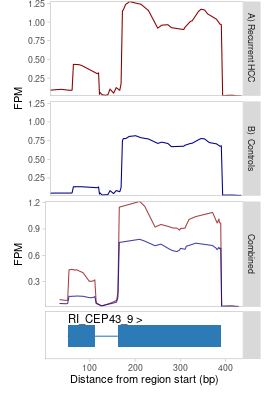 1.25
1.00
0.75
0.50
0.25
A) Recurrent HCC
FPM
1.25
1.00
0.75
0.50
0.25
B) Controls
1.2
0.9
0.6
0.3
FPM
Combined
RI_CEP43_9 >
100 200 300 400
Distance from region start (bp)